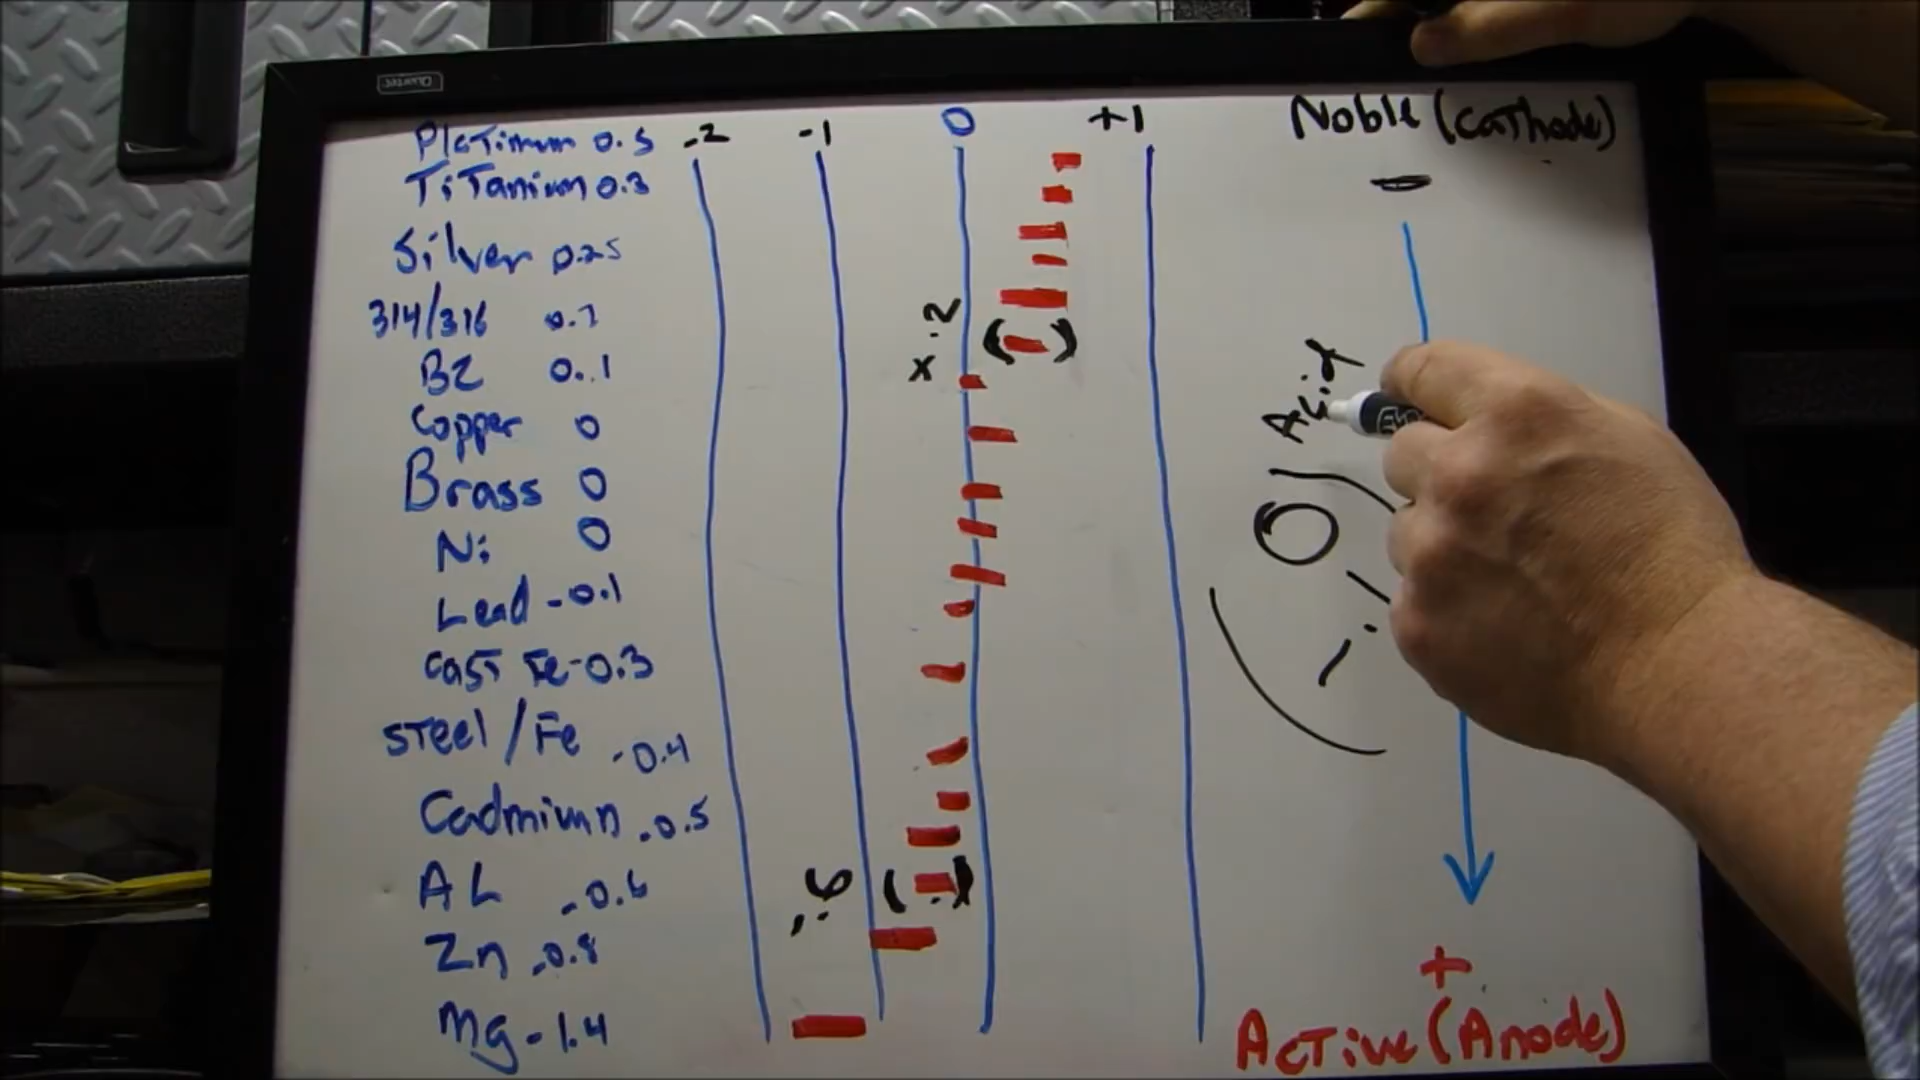 -2 -1 0 +1 Noble (cathode)
Platinum 0.5
Titanium 0.3
Silver 0.25
314/316 0.1
BZ 0.1
Copper 0
Brass 0
Ni 0
Lead -0.1
cast Fe -0.3
Steel/Fe -0.4
Cadmium -0.5
AL -0.6
Zn -0.8
Mg -1.4
x .2
( )
-.6 ( )
-
+
Active (Anode)